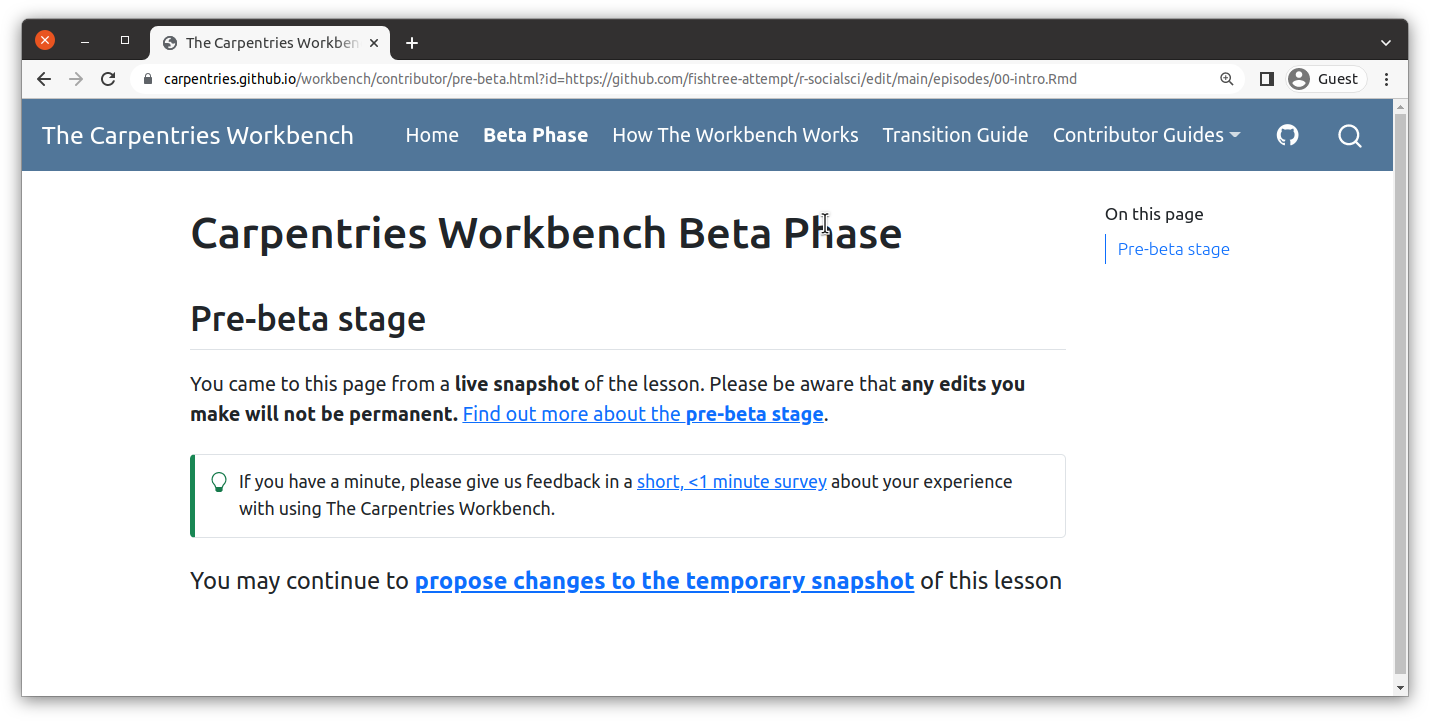 The Carpentries Workben
carpentries.github.io/workbench/contributor/pre-beta.html?id=https://github.com/fishtree-attempt/r-socialsci/edit/main/episodes/00-intro.Rmd
Guest
The Carpentries Workbench
Home
Beta Phase
How The Workbench Works
Transition Guide
Contributor Guides
Carpentries Workbench Beta Phase
On this page
Pre-beta stage
Pre-beta stage
You came to this page from a live snapshot of the lesson. Please be aware that any edits you
make will not be permanent. Find out more about the pre-beta stage.
If you have a minute, please give us feedback in a short, <1 minute survey about your experience
with using The Carpentries Workbench.
You may continue to propose changes to the temporary snapshot of this lesson